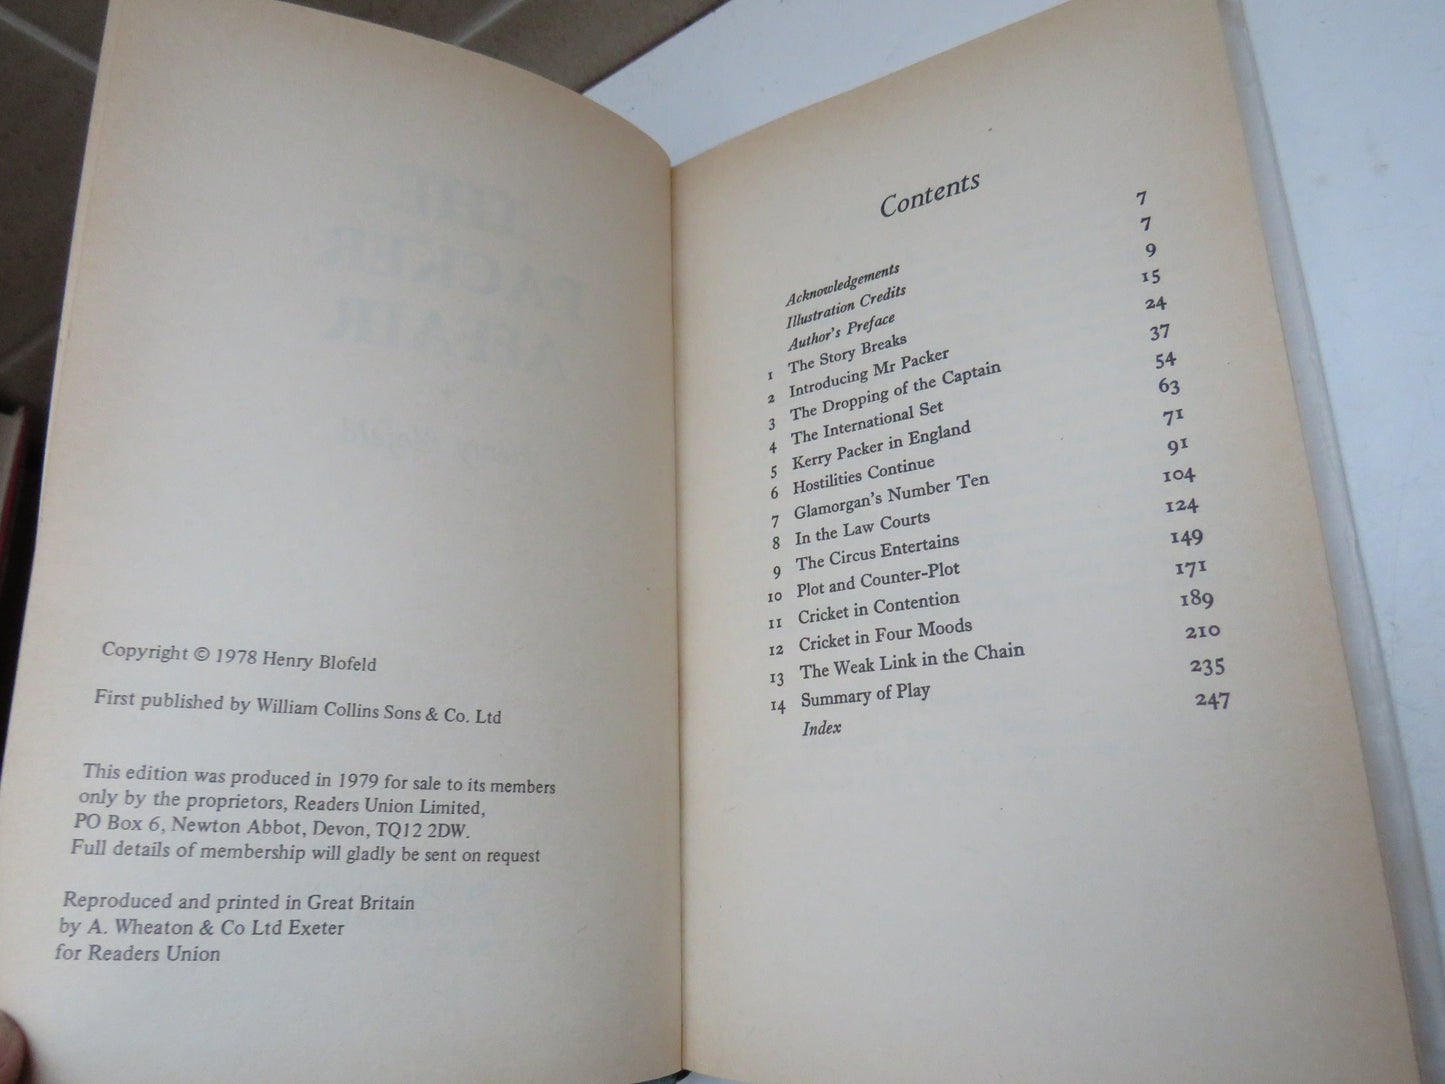 Copyright © 1978 Henry Blofeld
First published by William Collins Sons & Co. Ltd
This edition was produced in 1979 for sale to its members
only by the proprietors, Readers Union Limited,
PO Box 6, Newton Abbot, Devon, TQ12 2DW.
Full details of membership will gladly be sent on request
Reproduced and printed in Great Britain
by A. Wheaton & Co Ltd Exeter
for Readers Union
Contents
Acknowledgements 7
Illustration Credits 7
Author's Preface 9
1 The Story Breaks 15
2 Introducing Mr Packer 24
3 The Dropping of the Captain 37
4 The International Set 54
5 Kerry Packer in England 63
6 Hostilities Continue 71
7 Glamorgan's Number Ten 91
8 In the Law Courts 104
9 The Circus Entertains 124
10 Plot and Counter-Plot 149
11 Cricket in Contention 171
12 Cricket in Four Moods 189
13 The Weak Link in the Chain 210
14 Summary of Play 235
Index 247